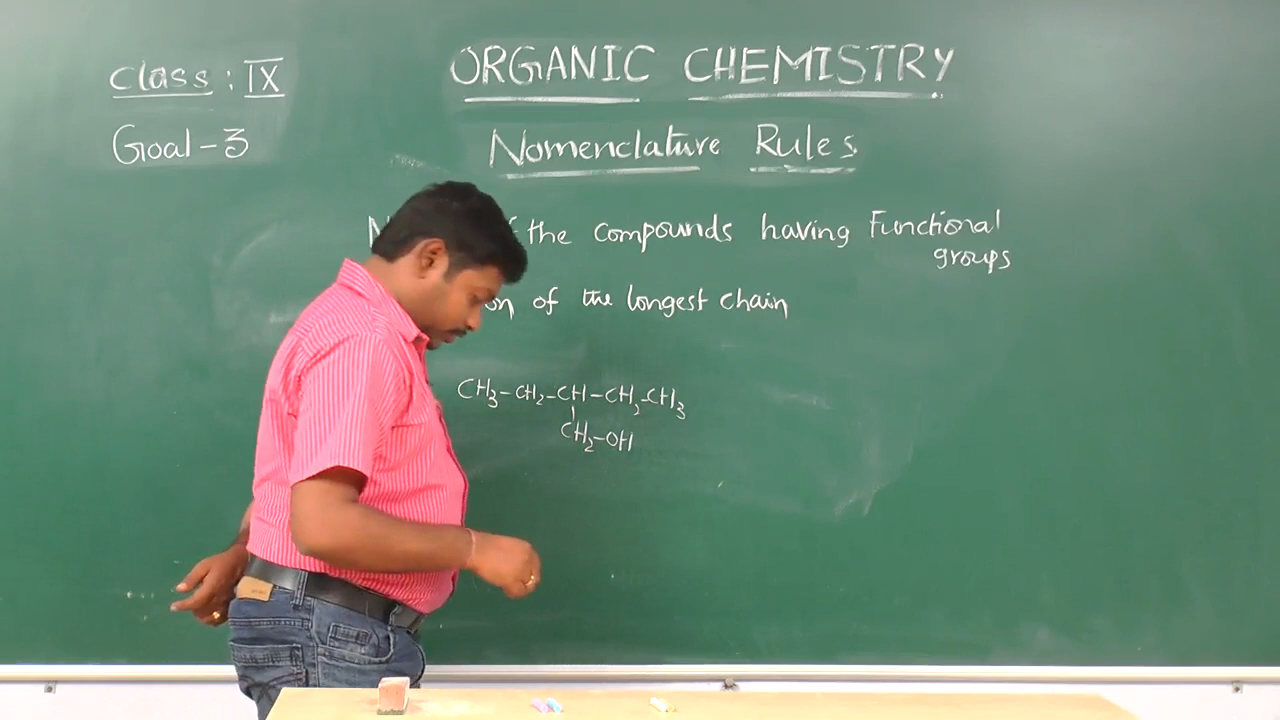 Class : IX
ORGANIC CHEMISTRY
Goal - 3
Nomenclature Rules
the compounds having Functional
groups
of the longest chain
CH3-CH2-CH-CH2-CH3
CH2-OH